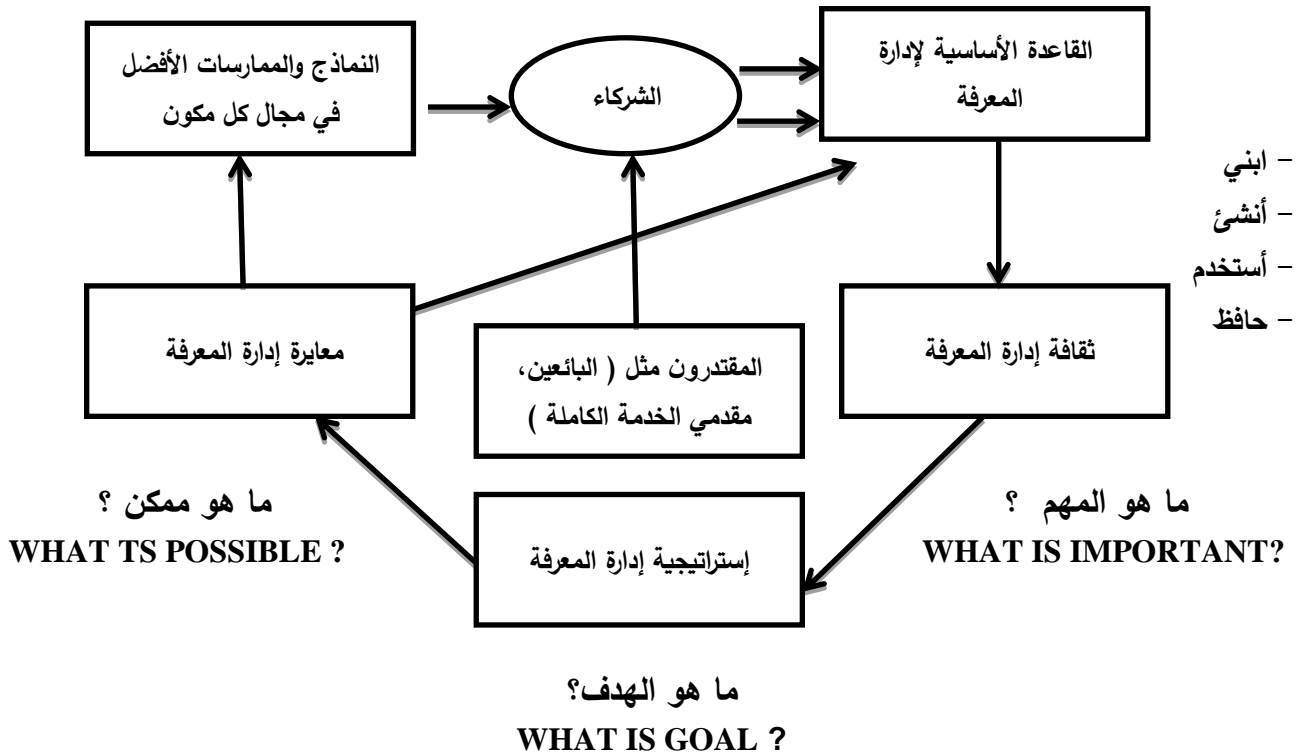 القاعدة الأساسية لإدارة
المعرفة
الشركاء
النماذج والممارسات الأفضل
في مجال كل مكون
- ابني
- أنشئ
- أستخدم
- حافظ
ثقافة إدارة المعرفة
المقتدرون مثل ( البائعين،
مقدمي الخدمة الكاملة )
معايرة إدارة المعرفة
ما هو المهم ؟
WHAT IS IMPORTANT?
إستراتيجية إدارة المعرفة
ما هو ممكن ؟
WHAT TS POSSIBLE ?
ما هو الهدف؟
WHAT IS GOAL ?